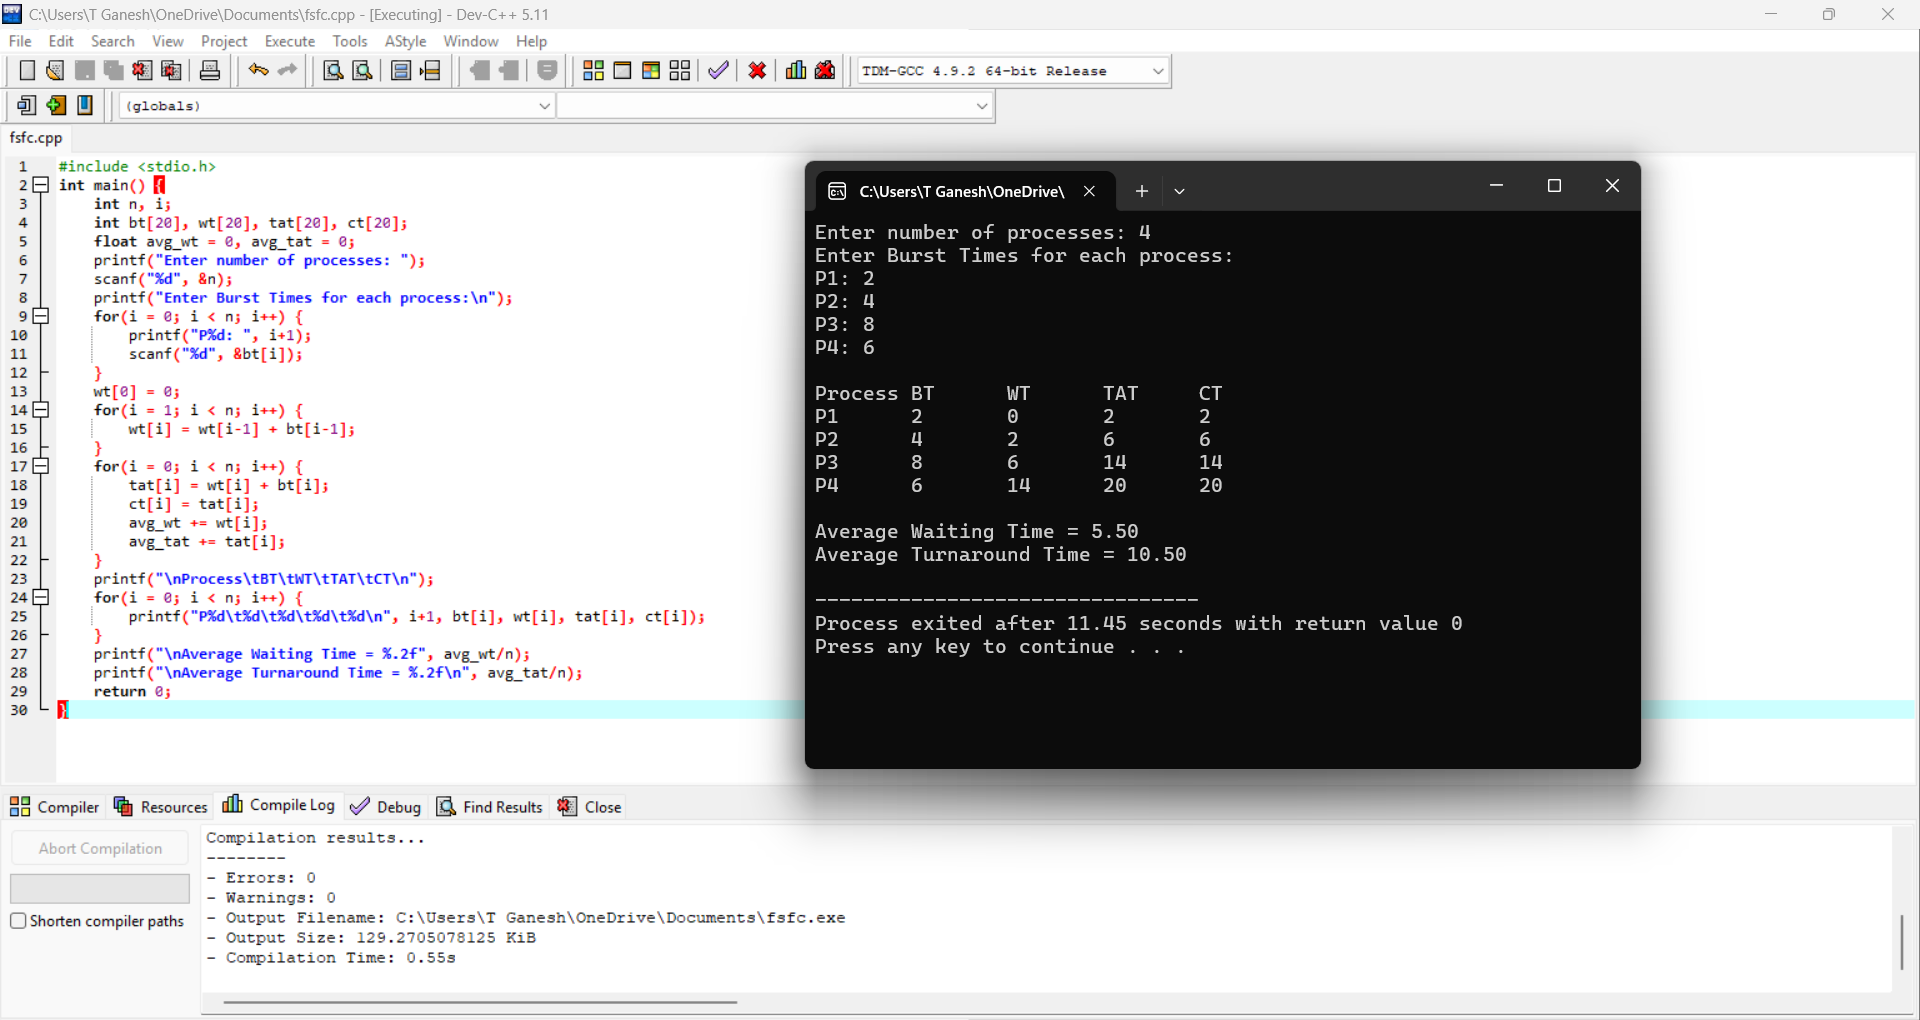 C:\Users\T Ganesh\OneDrive\Documents\fsfc.cpp - [Executing] - Dev-C++ 5.11
File Edit Search View Project Execute Tools AStyle Window Help
TDM-GCC 4.9.2 64-bit Release
(globals)
fsfc.cpp
1 #include <stdio.h>
2 int main() {
3 int n, i;
4 int bt[20], wt[20], tat[20], ct[20];
5 float avg_wt = 0, avg_tat = 0;
6 printf("Enter number of processes: ");
7 scanf("%d", &n);
8 printf("Enter Burst Times for each process:\n");
9 for(i = 0; i < n; i++) {
10 printf("P%d: ", i+1);
11 scanf("%d", &bt[i]);
12 }
13 wt[0] = 0;
14 for(i = 1; i < n; i++) {
15 wt[i] = wt[i-1] + bt[i-1];
16 }
17 for(i = 0; i < n; i++) {
18 tat[i] = wt[i] + bt[i];
19 ct[i] = tat[i];
20 avg_wt += wt[i];
21 avg_tat += tat[i];
22 }
23 printf("\nProcess\tBT\tWT\tTAT\tCT\n");
24 for(i = 0; i < n; i++) {
25 printf("P%d\t%d\t%d\t%d\t%d\n", i+1, bt[i], wt[i], tat[i], ct[i]);
26 }
27 printf("\nAverage Waiting Time = %.2f", avg_wt/n);
28 printf("\nAverage Turnaround Time = %.2f\n", avg_tat/n);
29 return 0;
30 }
C:\Users\T Ganesh\OneDrive\
Enter number of processes: 4
Enter Burst Times for each process:
P1: 2
P2: 4
P3: 8
P4: 6
Process BT WT TAT CT
P1 2 0 2 2
P2 4 2 6 6
P3 8 6 14 14
P4 6 14 20 20
Average Waiting Time = 5.50
Average Turnaround Time = 10.50
--------------------------------
Process exited after 11.45 seconds with return value 0
Press any key to continue . . .
Compiler Resources Compile Log Debug Find Results Close
Abort Compilation
Shorten compiler paths
Compilation results...
--------
- Errors: 0
- Warnings: 0
- Output Filename: C:\Users\T Ganesh\OneDrive\Documents\fsfc.exe
- Output Size: 129.2705078125 KiB
- Compilation Time: 0.55s